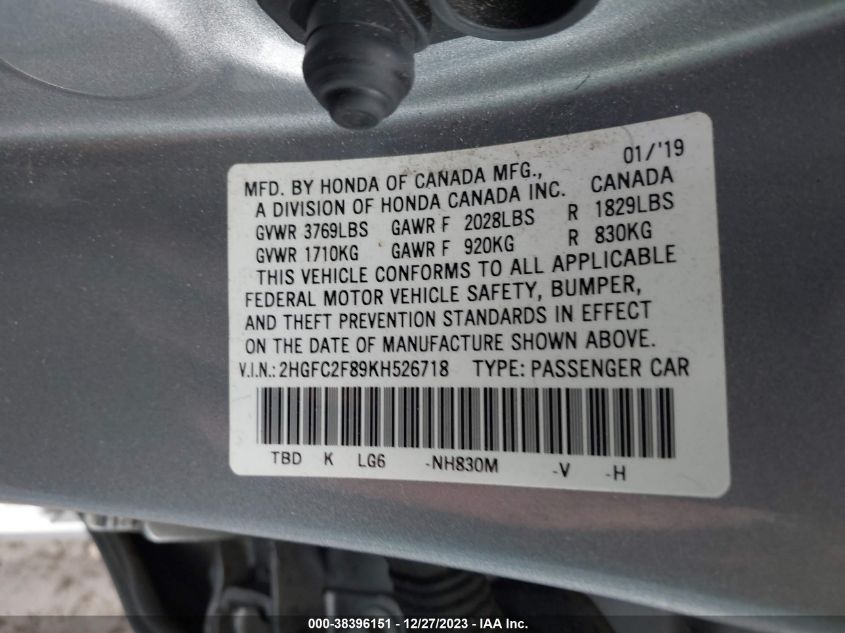 01/'19
MFD. BY HONDA OF CANADA MFG.,
A DIVISION OF HONDA CANADA INC. CANADA
GVWR 3769LBS GAWR F 2028LBS R 1829LBS
GVWR 1710KG GAWR F 920KG R 830KG
THIS VEHICLE CONFORMS TO ALL APPLICABLE
FEDERAL MOTOR VEHICLE SAFETY, BUMPER,
AND THEFT PREVENTION STANDARDS IN EFFECT
ON THE DATE OF MANUFACTURE SHOWN ABOVE.
V.I.N.: 2HGFC2F89KH526718 TYPE: PASSENGER CAR
TBD K LG6 -NH830M -V -H
000-38396151 - 12/27/2023 - IAA Inc.